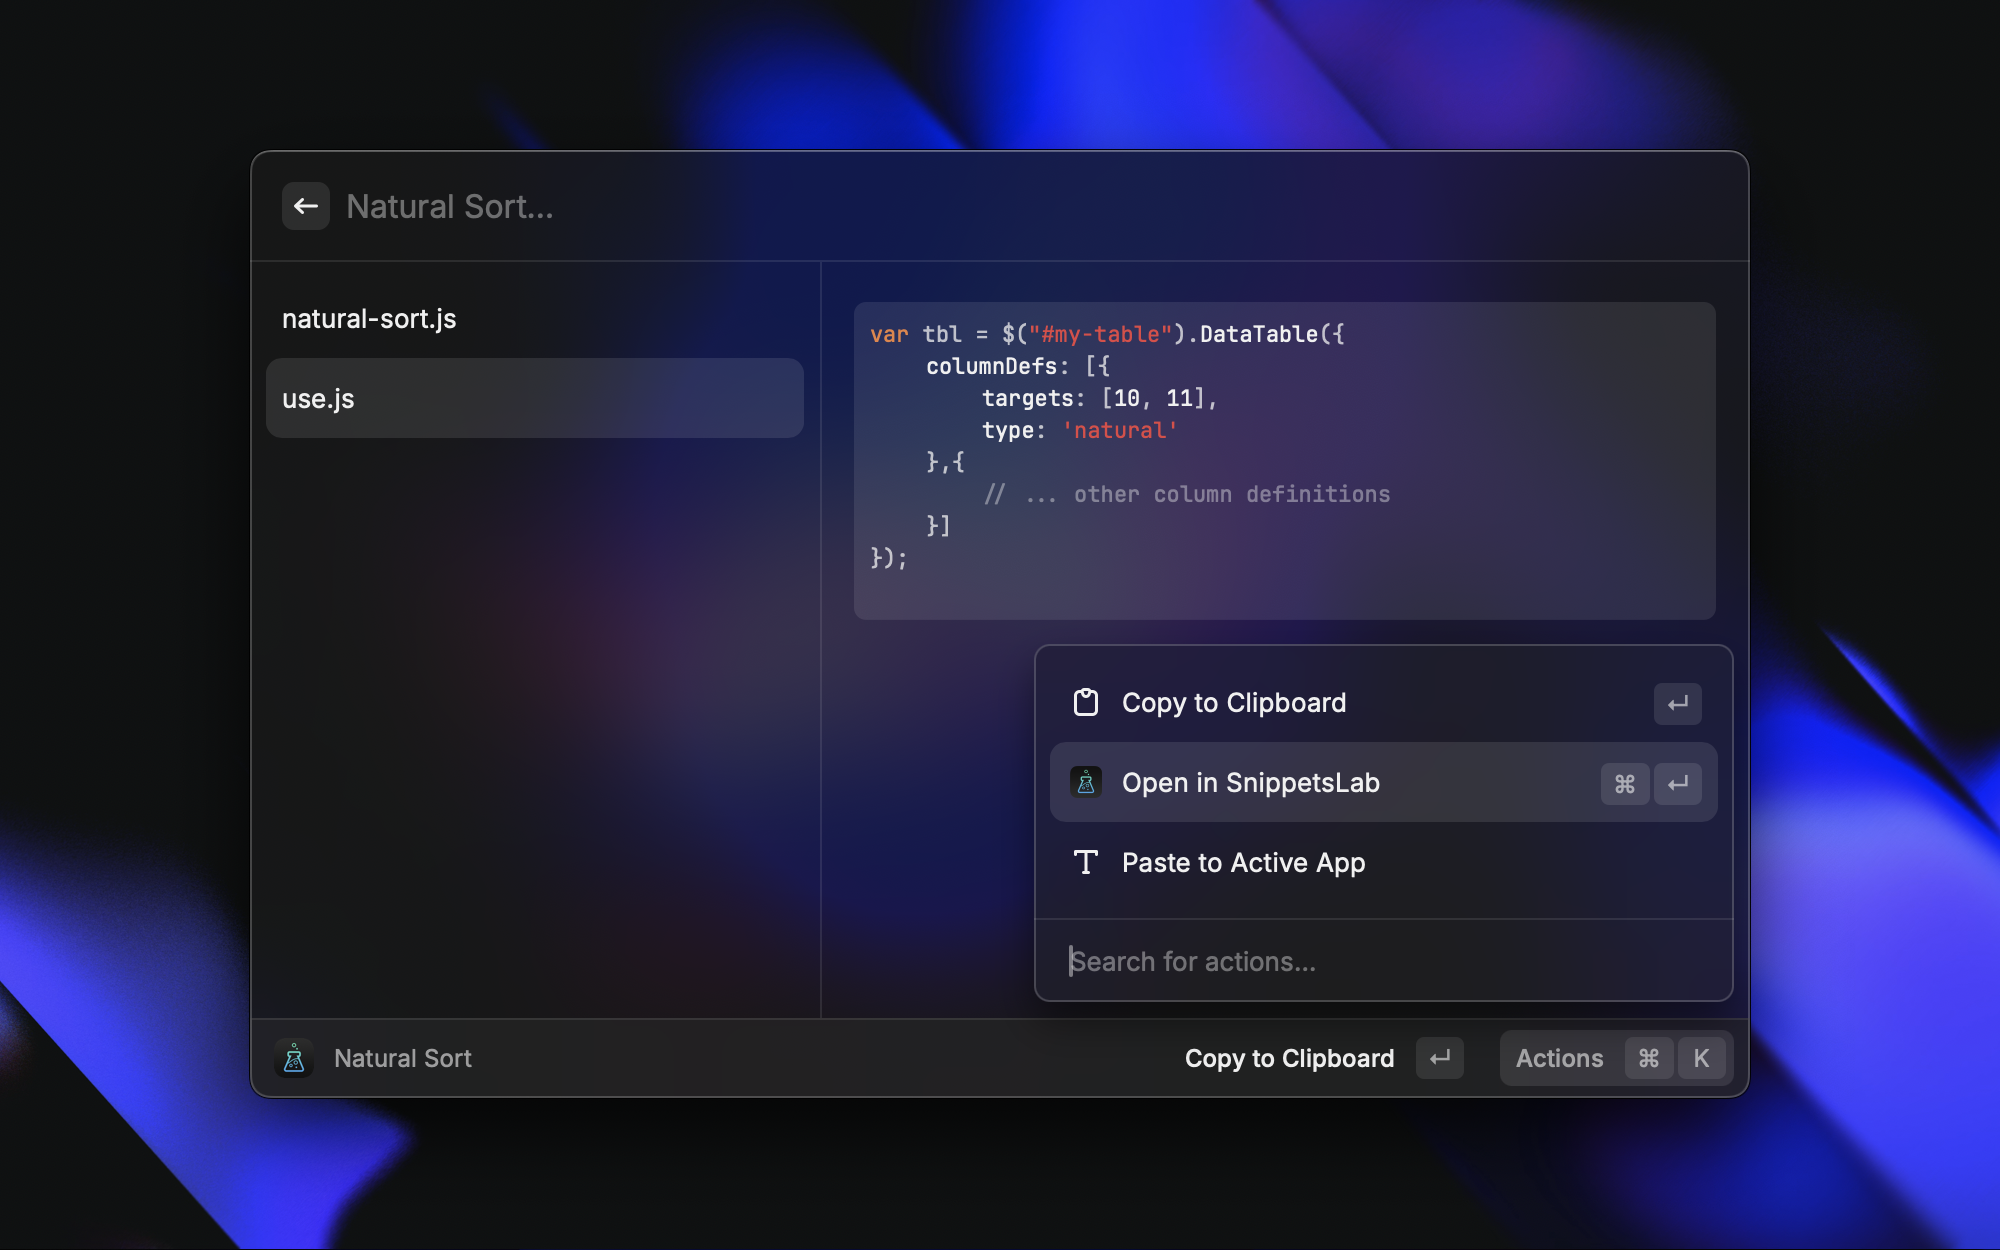 Natural Sort...
natural-sort.js
use.js
var tbl = $("#my-table").DataTable({
columnDefs: [{
targets: [10, 11],
type: 'natural'
},{
// ... other column definitions
}]
});
Copy to Clipboard ↵
Open in SnippetsLab ⌘ ↵
Paste to Active App
Search for actions...
Natural Sort
Copy to Clipboard ↵
Actions ⌘ K